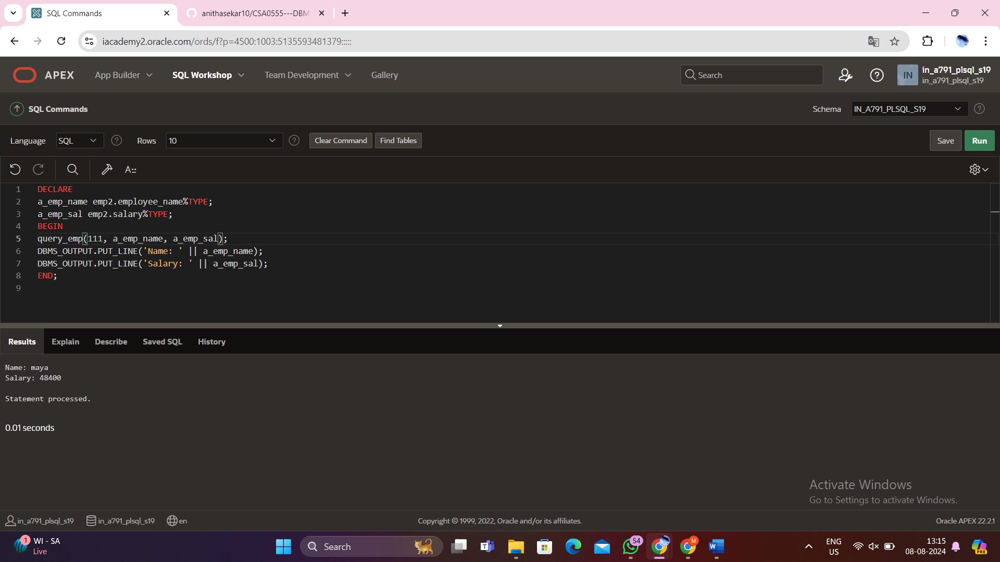 SQL Commands
anithasekar10/CSA0555---DBM
iacademy2.oracle.com/ords/f?p=4500:1003:5135593481379:::::
APEX
App Builder
SQL Workshop
Team Development
Gallery
Search
IN
in_a791_plsql_s19
in_a791_plsql_s19
SQL Commands
Schema
IN_A791_PLSQL_S19
Language
SQL
Rows
10
Clear Command
Find Tables
Save
Run
A::
1 DECLARE
2 a_emp_name emp2.employee_name%TYPE;
3 a_emp_sal emp2.salary%TYPE;
4 BEGIN
5 query_emp(111, a_emp_name, a_emp_sal);
6 DBMS_OUTPUT.PUT_LINE('Name: ' || a_emp_name);
7 DBMS_OUTPUT.PUT_LINE('Salary: ' || a_emp_sal);
8 END;
9
Results
Explain
Describe
Saved SQL
History
Name: maya
Salary: 48400
Statement processed.
0.01 seconds
Activate Windows
Go to Settings to activate Windows.
in_a791_plsql_s19
in_a791_plsql_s19
en
Copyright © 1999, 2022, Oracle and/or its affiliates.
Oracle APEX 22.2.1
1
WI - SA
Live
Search
54
M
W
ENG
US
13:15
08-08-2024
PRE